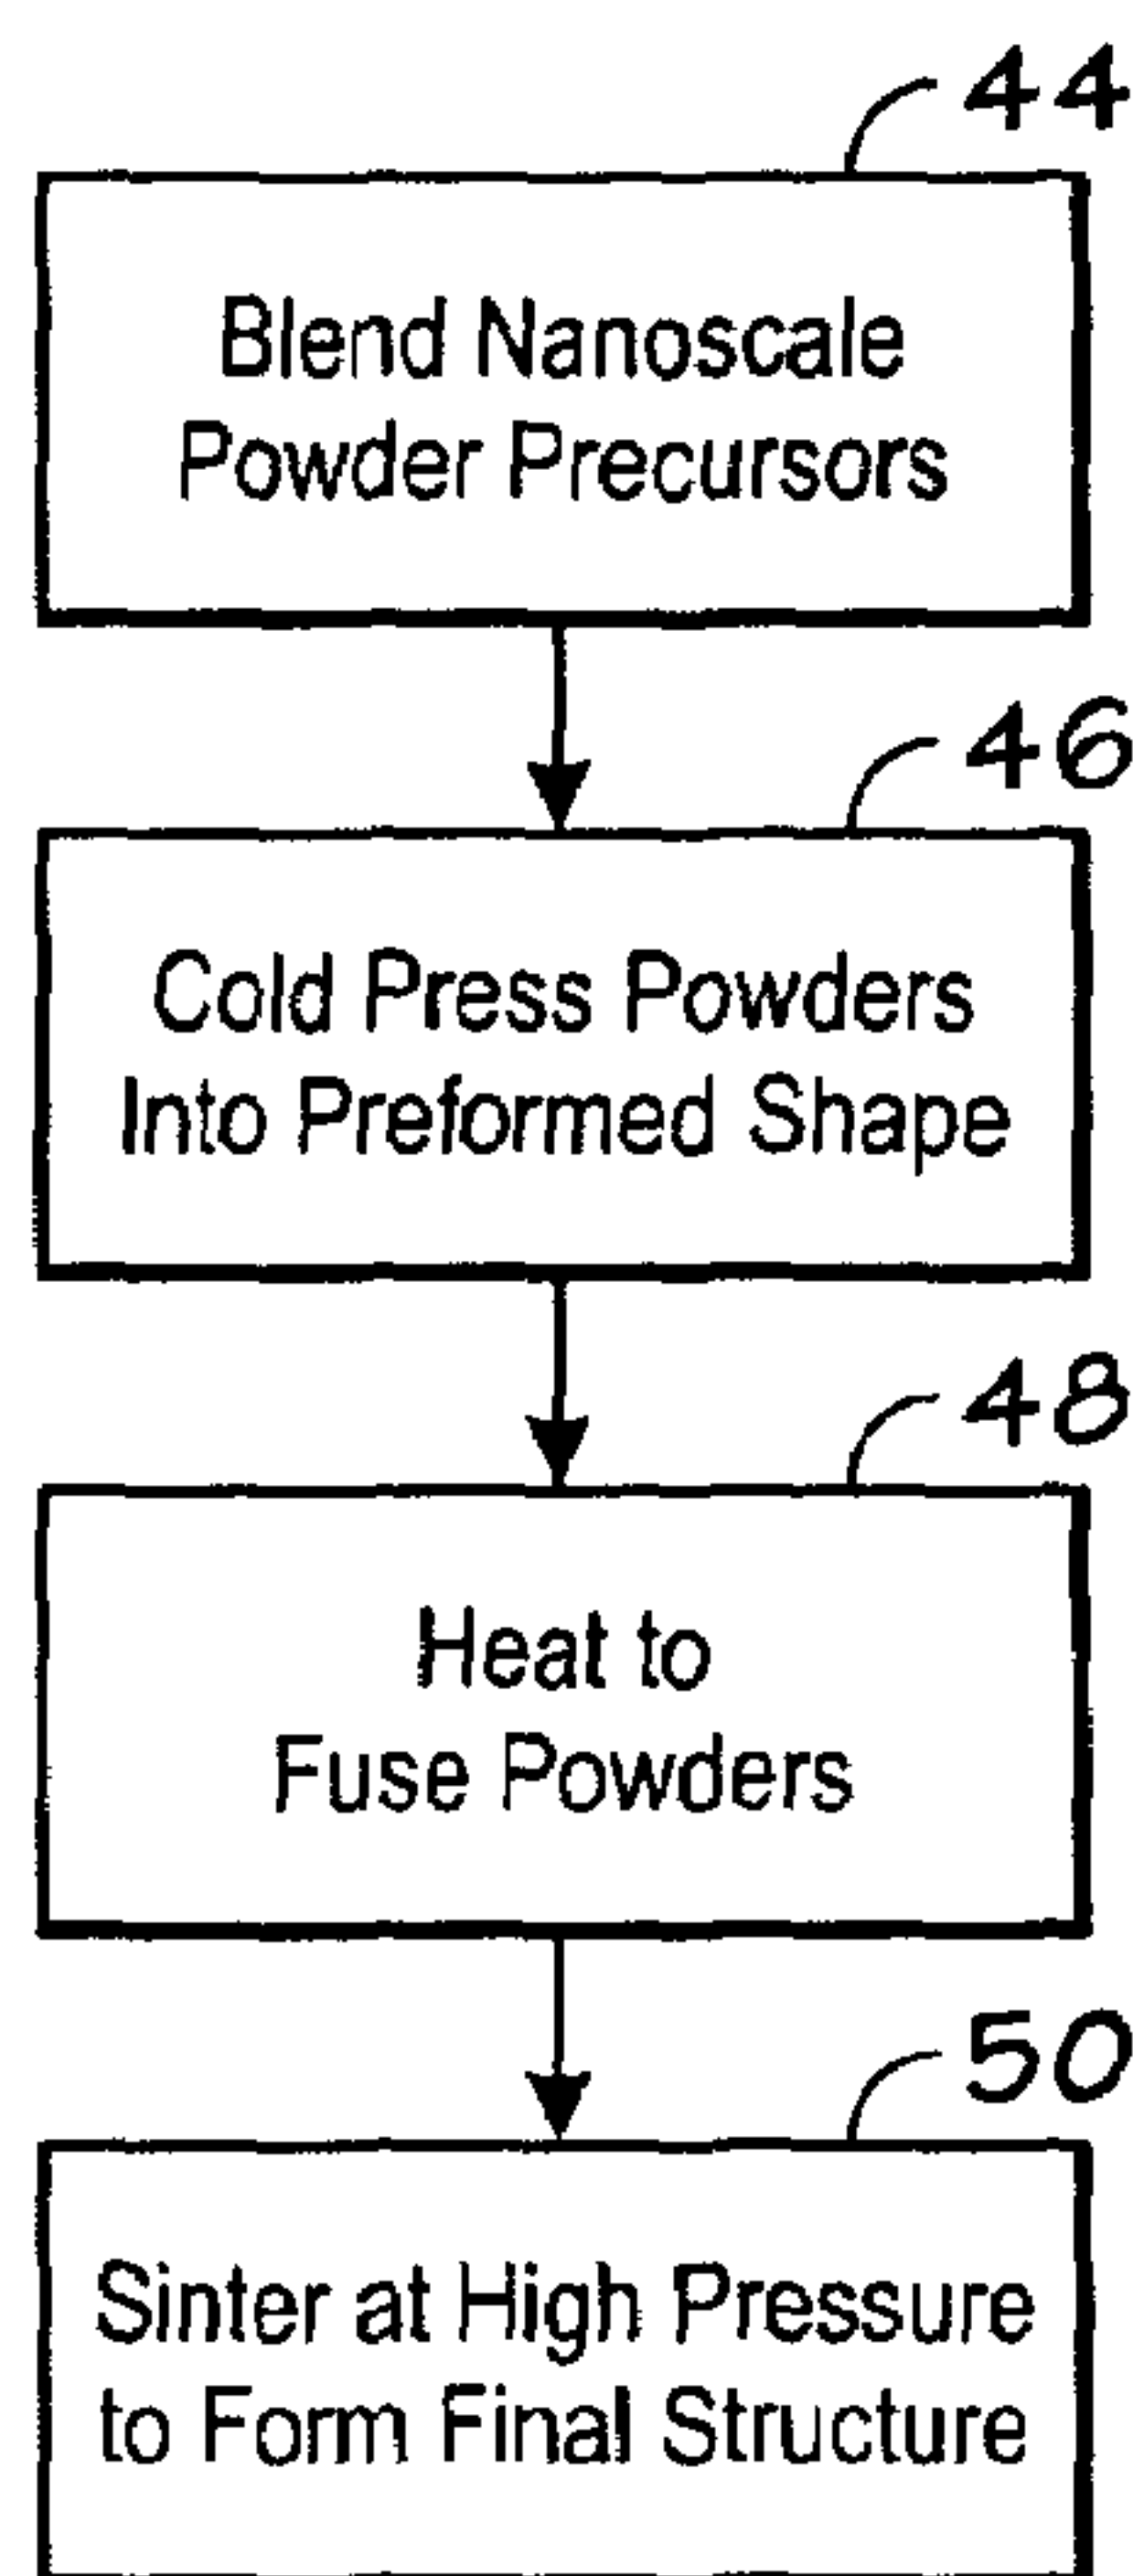 44
Blend Nanoscale
Powder Precursors
46
Cold Press Powders
Into Preformed Shape
48
Heat to
Fuse Powders
50
Sinter at High Pressure
to Form Final Structure